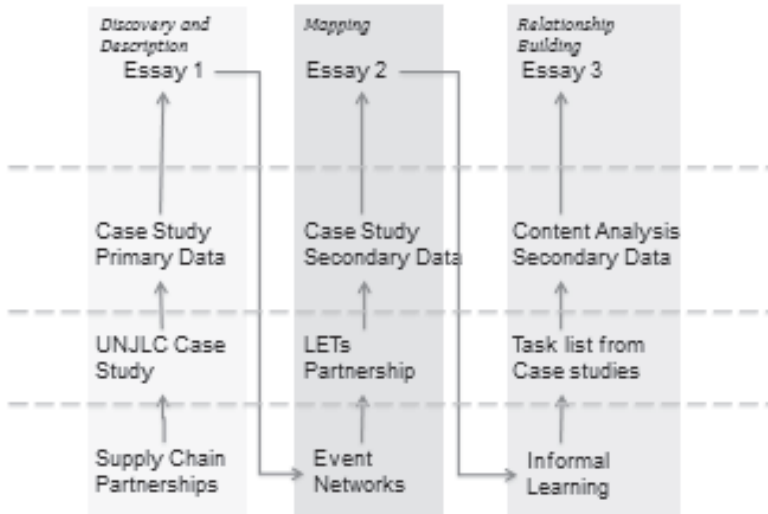 Discovery and
Description
Essay 1
Case Study
Primary Data
UNJLC Case
Study
Supply Chain
Partnerships
Mapping
Essay 2
Case Study
Secondary Data
LETs
Partnership
Event
Networks
Relationship
Building
Essay 3
Content Analysis
Secondary Data
Task list from
Case studies
Informal
Learning